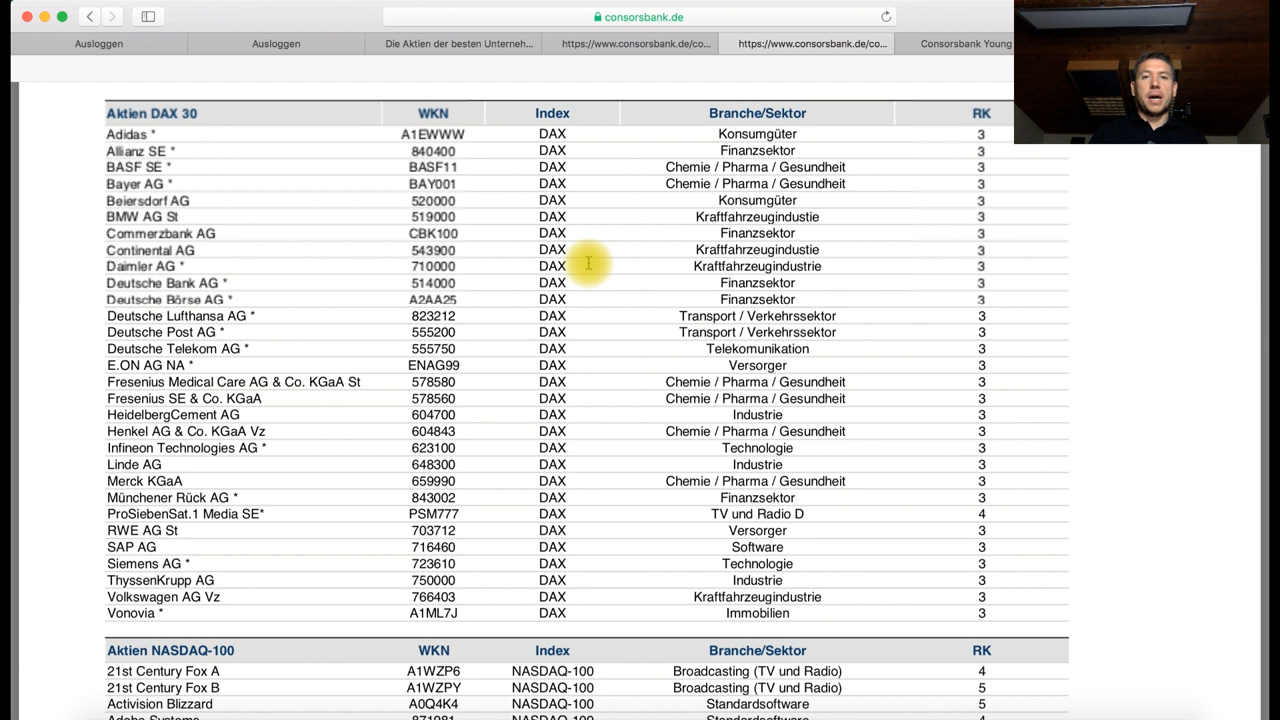 consorsbank.de
Ausloggen Ausloggen Die Aktien der besten Unterneh... https://www.consorsbank.de/co... https://www.consorsbank.de/co... Consorsbank Young
Aktien DAX 30 WKN Index Branche/Sektor RK
Adidas * A1EWWW DAX Konsumgüter 3
Allianz SE * 840400 DAX Finanzsektor 3
BASF SE * BASF11 DAX Chemie / Pharma / Gesundheit 3
Bayer AG * BAY001 DAX Chemie / Pharma / Gesundheit 3
Beiersdorf AG 520000 DAX Konsumgüter 3
BMW AG St 519000 DAX Kraftfahrzeugindustie 3
Commerzbank AG CBK100 DAX Finanzsektor 3
Continental AG 543900 DAX Kraftfahrzeugindustie 3
Daimler AG * 710000 DAX Kraftfahrzeugindustrie 3
Deutsche Bank AG * 514000 DAX Finanzsektor 3
Deutsche Börse AG * A2AA25 DAX Finanzsektor 3
Deutsche Lufthansa AG * 823212 DAX Transport / Verkehrssektor 3
Deutsche Post AG * 555200 DAX Transport / Verkehrssektor 3
Deutsche Telekom AG * 555750 DAX Telekomunikation 3
E.ON AG NA * ENAG99 DAX Versorger 3
Fresenius Medical Care AG & Co. KGaA St 578580 DAX Chemie / Pharma / Gesundheit 3
Fresenius SE & Co. KGaA 578560 DAX Chemie / Pharma / Gesundheit 3
HeidelbergCement AG 604700 DAX Industrie 3
Henkel AG & Co. KGaA Vz 604843 DAX Chemie / Pharma / Gesundheit 3
Infineon Technologies AG * 623100 DAX Technologie 3
Linde AG 648300 DAX Industrie 3
Merck KGaA 659990 DAX Chemie / Pharma / Gesundheit 3
Münchener Rück AG * 843002 DAX Finanzsektor 3
ProSiebenSat.1 Media SE* PSM777 DAX TV und Radio D 4
RWE AG St 703712 DAX Versorger 3
SAP AG 716460 DAX Software 3
Siemens AG * 723610 DAX Technologie 3
ThyssenKrupp AG 750000 DAX Industrie 3
Volkswagen AG Vz 766403 DAX Kraftfahrzeugindustrie 3
Vonovia * A1ML7J DAX Immobilien 3
Aktien NASDAQ-100 WKN Index Branche/Sektor RK
21st Century Fox A A1WZP6 NASDAQ-100 Broadcasting (TV und Radio) 4
21st Century Fox B A1WZPY NASDAQ-100 Broadcasting (TV und Radio) 5
Activision Blizzard A0Q4K4 NASDAQ-100 Standardsoftware 5
Adobe Systems 871981 NASDAQ-100 Standardsoftware 4